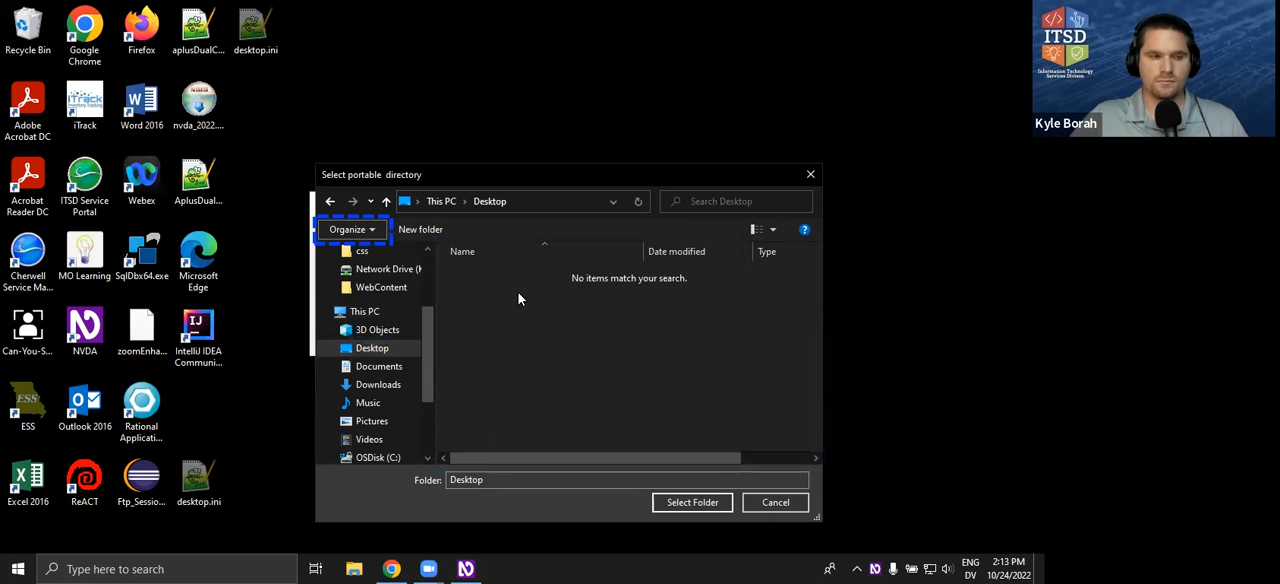 Recycle Bin
Google Chrome
Firefox
aplusDualC...
desktop.ini
Adobe Acrobat DC
iTrack
iTrack
Word 2016
nvda_2022....
Acrobat Reader DC
ITSD Service Portal
Webex
AplusDual...
Cherwell Service Ma...
MO Learning
SqlDbx64.exe
Microsoft Edge
Can-You-S...
NVDA
zoomEnha...
IntelliJ IDEA Communi...
ESS
ESS
Outlook 2016
Rational Applicati...
Excel 2016
ReACT
Ftp_Sessio...
desktop.ini
Select portable directory
This PC > Desktop
Search Desktop
Organize
New folder
css
Network Drive (
WebContent
This PC
3D Objects
Desktop
Documents
Downloads
Music
Pictures
Videos
OSDisk (C:)
Name
Date modified
Type
No items match your search.
Folder:
Desktop
Select Folder
Cancel
ITSD
Information Technology
Services Division
Kyle Borah
Type here to search
ENG
DV
2:13 PM
10/24/2022